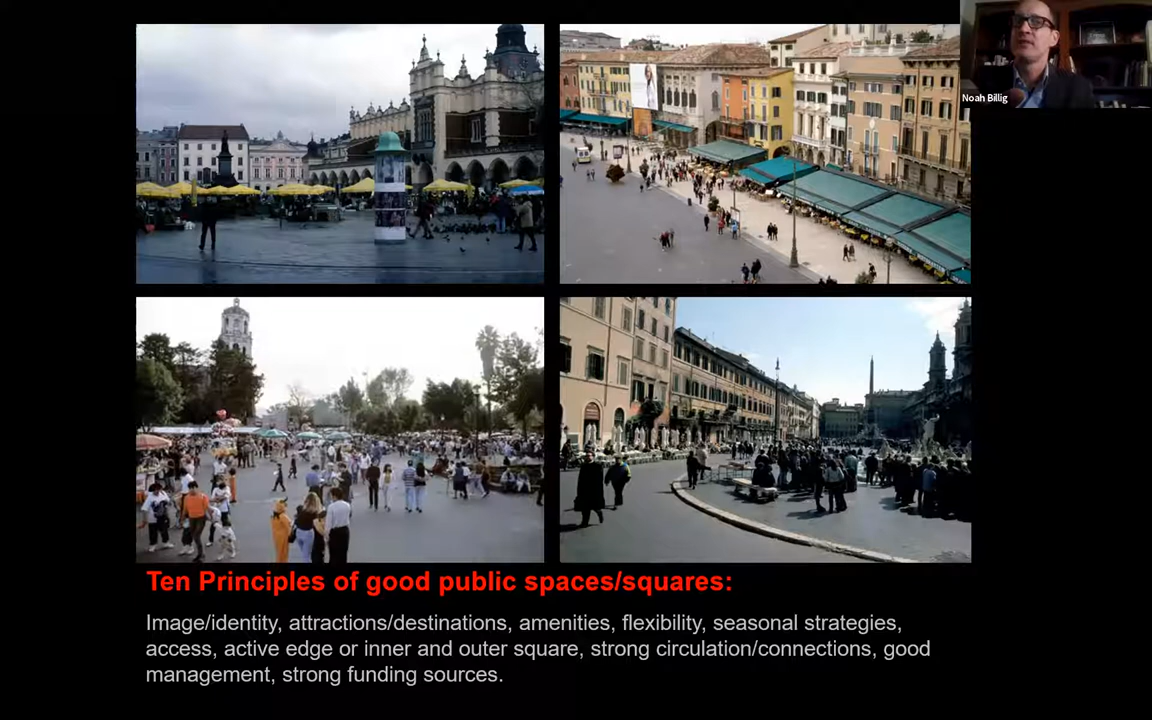 Noah Billig
Ten Principles of good public spaces/squares:
Image/identity, attractions/destinations, amenities, flexibility, seasonal strategies,
access, active edge or inner and outer square, strong circulation/connections, good
management, strong funding sources.